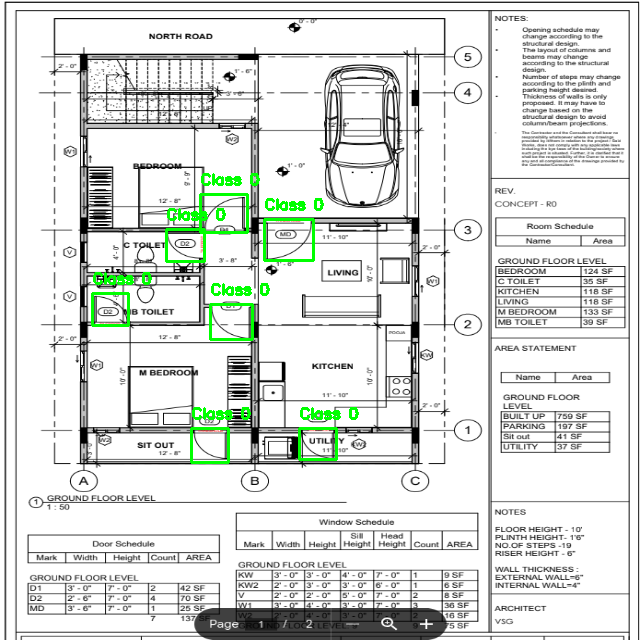 NORTH ROAD
0'- 0"
NOTES:
Opening schedule may
change according to the
structural design.
The layout of columns and
beams may change
according to the structural
design.
Number of steps may change
according to the plinth and
parking height desired.
Thickness of walls is only
proposed. It may have to
change based on the
structural design to avoid
column/beam projections.
5
4
3
2
1
2' - 0"
W1
W2
BEDROOM
12' - 8"
Class 0
Class 0
Class 0
C TOILET
D2
MD
11' - 10"
3' - 8"
LIVING
10' - 0"
2' - 0"
W1
V
V
Class 0
Class 0
D2
MB TOILET
12' - 8"
2' - 0"
POOJA
KITCHEN
KW
W1
10' - 0"
M BEDROOM
11' - 10"
2' - 0"
Class 0
Class 0
W2
SIT OUT
12' - 8"
UTILITY
KW2
11' - 10"
A
B
C
REV.
CONCEPT - R0
Room Schedule
Name Area
GROUND FLOOR LEVEL
BEDROOM 124 SF
C TOILET 35 SF
KITCHEN 118 SF
LIVING 118 SF
M BEDROOM 133 SF
MB TOILET 39 SF
AREA STATEMENT
Name Area
GROUND FLOOR
LEVEL
BUILT UP 759 SF
PARKING 197 SF
Sit out 41 SF
UTILITY 37 SF
1 GROUND FLOOR LEVEL
1 : 50
Door Schedule
Mark Width Height Count AREA
GROUND FLOOR LEVEL
D1 3' - 0" 7' - 0" 2 42 SF
D2 2' - 6" 7' - 0" 4 70 SF
MD 3' - 6" 7' - 0" 1 25 SF
7 137 SF
Window Schedule
Mark Width Height Sill Height Head Height Count AREA
GROUND FLOOR LEVEL
KW 3' - 0" 3' - 0" 4' - 0" 7' - 0" 1 9 SF
KW2 3' - 0" 2' - 0" 3' - 0" 6' - 0" 1 6 SF
V 2' - 0" 2' - 0" 5' - 0" 7' - 0" 2 8 SF
W1 3 36 SF
16 SF
75 SF
Page 1 / 2
NOTES
FLOOR HEIGHT - 10'
PLINTH HEIGHT- 1'6"
NO.OF STEPS -19
RISER HEIGHT - 6"
WALL THICKNESS :
EXTERNAL WALL=6"
INTERNAL WALL=4"
ARCHITECT
VSG